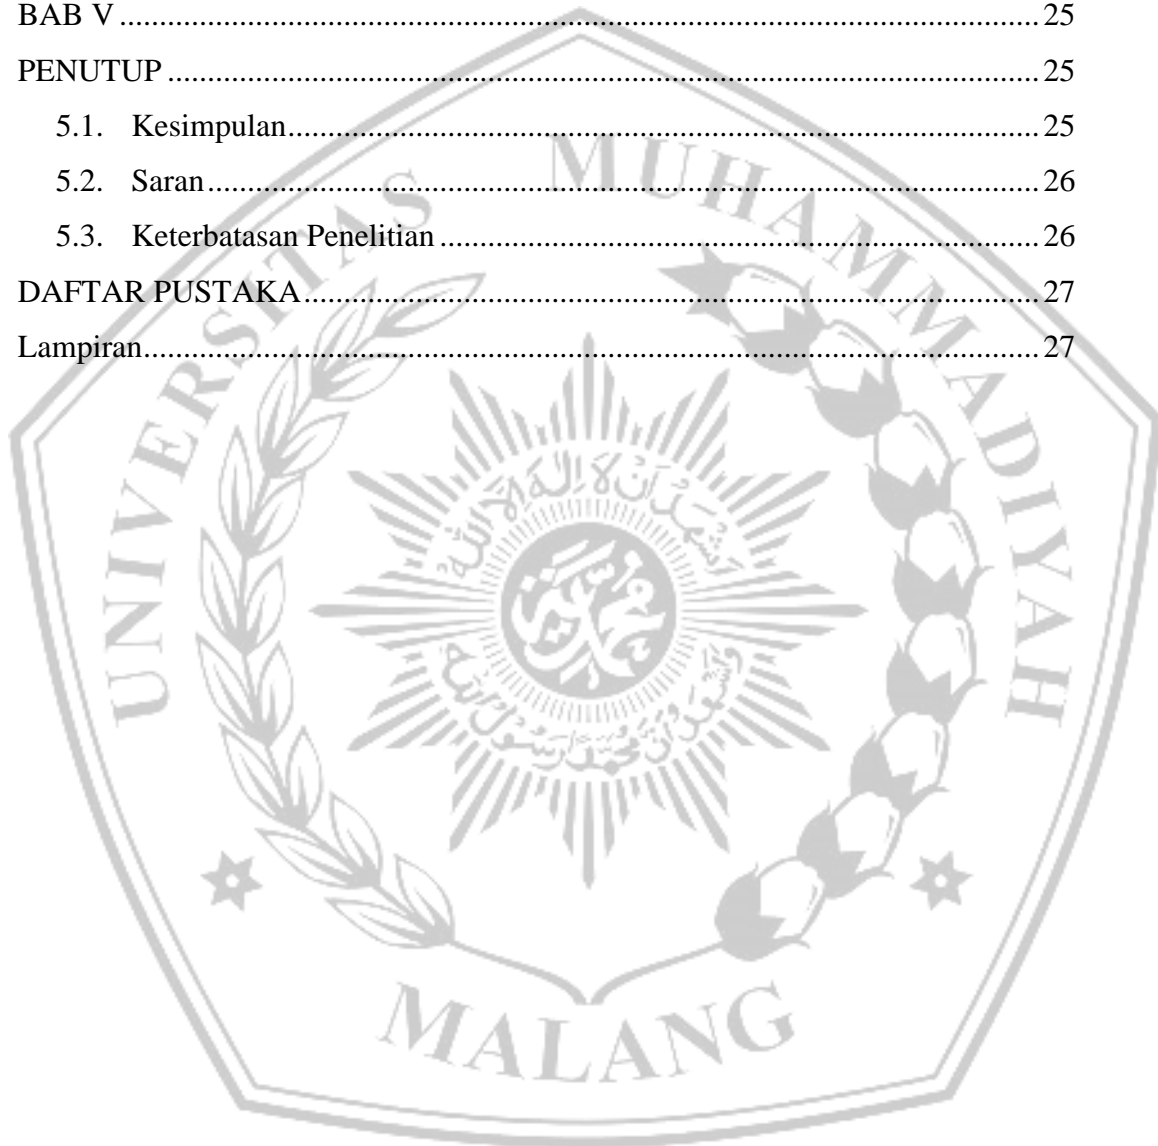 BAB V ........................................................................................................................ 25
PENUTUP ................................................................................................................. 25
5.1. Kesimpulan ................................................................................................. 25
5.2. Saran ........................................................................................................... 26
5.3. Keterbatasan Penelitian .............................................................................. 26
DAFTAR PUSTAKA ............................................................................................... 27
Lampiran .................................................................................................................... 27
UNIVERSITAS MUHAMMADIYAH
MALANG